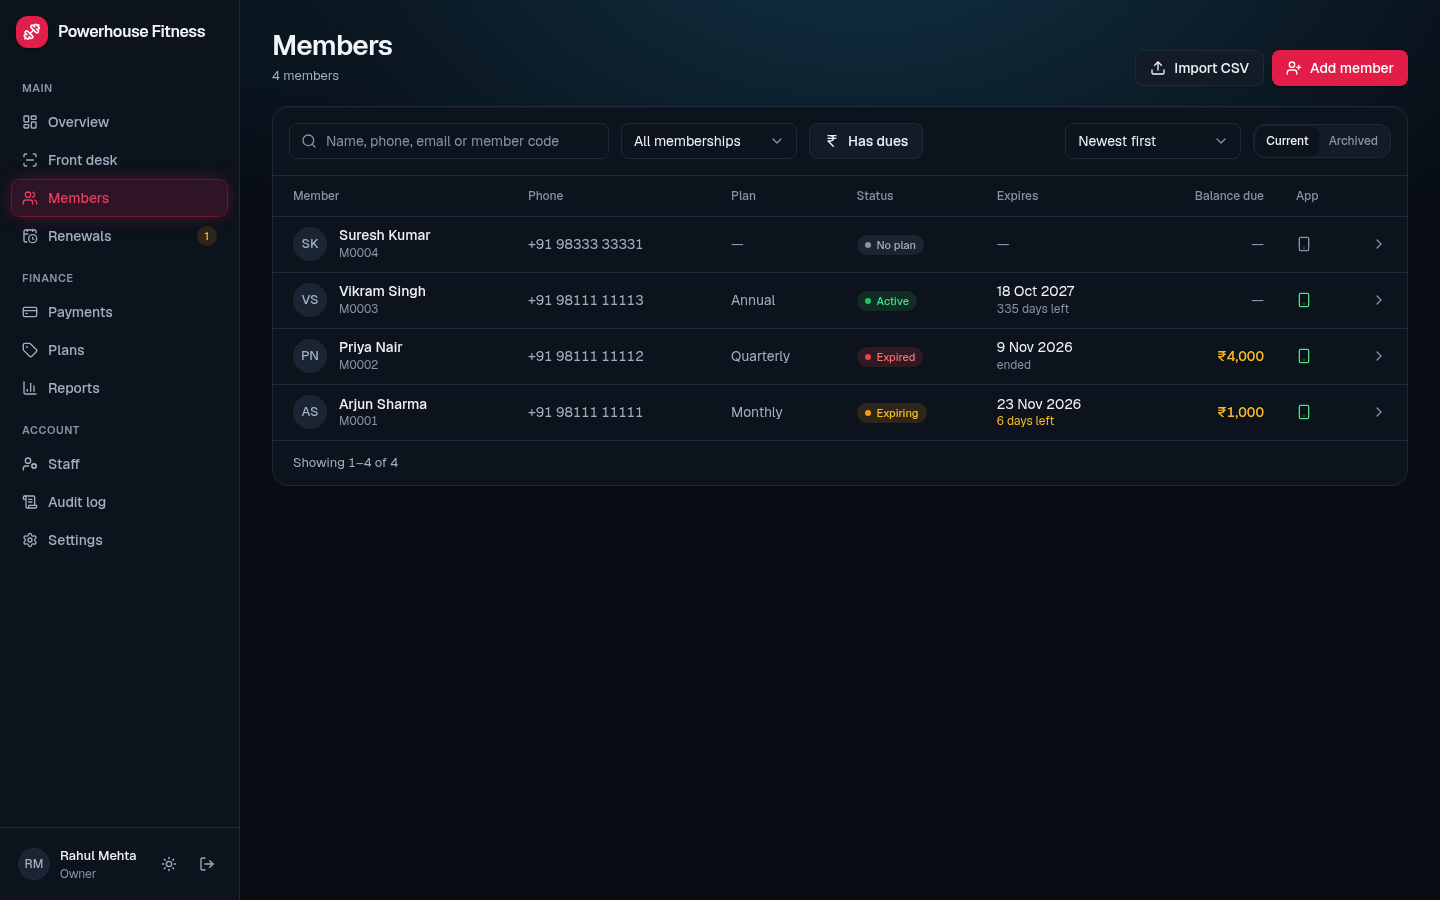 Powerhouse Fitness
MAIN
Overview
Front desk
Members
Renewals 1
FINANCE
Payments
Plans
Reports
ACCOUNT
Staff
Audit log
Settings
RM Rahul Mehta
Owner
Members
4 members
Import CSV
Add member
Name, phone, email or member code
All memberships
₹ Has dues
Newest first
Current Archived
Member Phone Plan Status Expires Balance due App
SK Suresh Kumar +91 98333 33331 — No plan — —
M0004
VS Vikram Singh +91 98111 11113 Annual Active 18 Oct 2027 —
M0003 335 days left
PN Priya Nair +91 98111 11112 Quarterly Expired 9 Nov 2026 ₹4,000
M0002 ended
AS Arjun Sharma +91 98111 11111 Monthly Expiring 23 Nov 2026 ₹1,000
M0001 6 days left
Showing 1–4 of 4